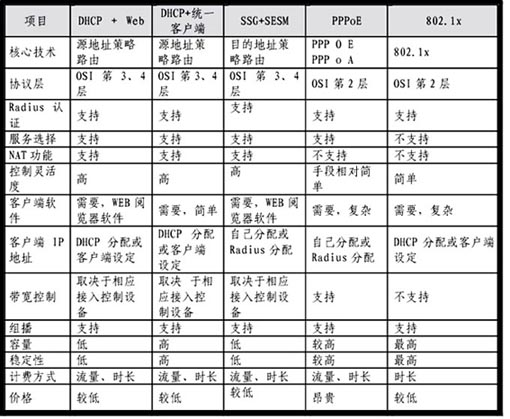 项目 DHCP + Web DHCP+统一客户端 SSG+SESM PPPoE 802.1x
核心技术 源地址策略路由 源地址策略路由 目的地址策略路由 PPP O E PPP o A 802.1x
协议层 OSI 第 3、4 层 OSI 第 3、4 层 OSI 第 3、4 层 OSI 第 2 层 OSI 第 2 层
Radius 认证 支持 支持 支持 支持 支持
服务选择 支持 支持 支持 支持 不支持
NAT 功能 支持 支持 支持 不支持 不支持
控制灵活度 高 高 高 手段相对简单 简单
客户端软件 需要，WEB 阅览器软件 需要，简单 需要，WEB 阅览器软件 需要，复杂 需要，复杂
客户端 IP 地址 DHCP 分配或客户端设定 DHCP 分配或客户端设定 自己分配或 Radius 分配 自己分配或 Radius 分配 DHCP 分配或客户端设定
带宽控制 取决于相应接入控制设备 取决 于相应接入控制设备 取决于相应接入控制设备 支持 不支持
组播 支持 支持 支持 支持 支持
容量 低 高 低 较高 最高
稳定性 低 高 低 较高 最高
计费方式 流量、时长 流量、时长 流量、时长 流量、时长 时长
价格 较低 较低 较低 昂贵 较低